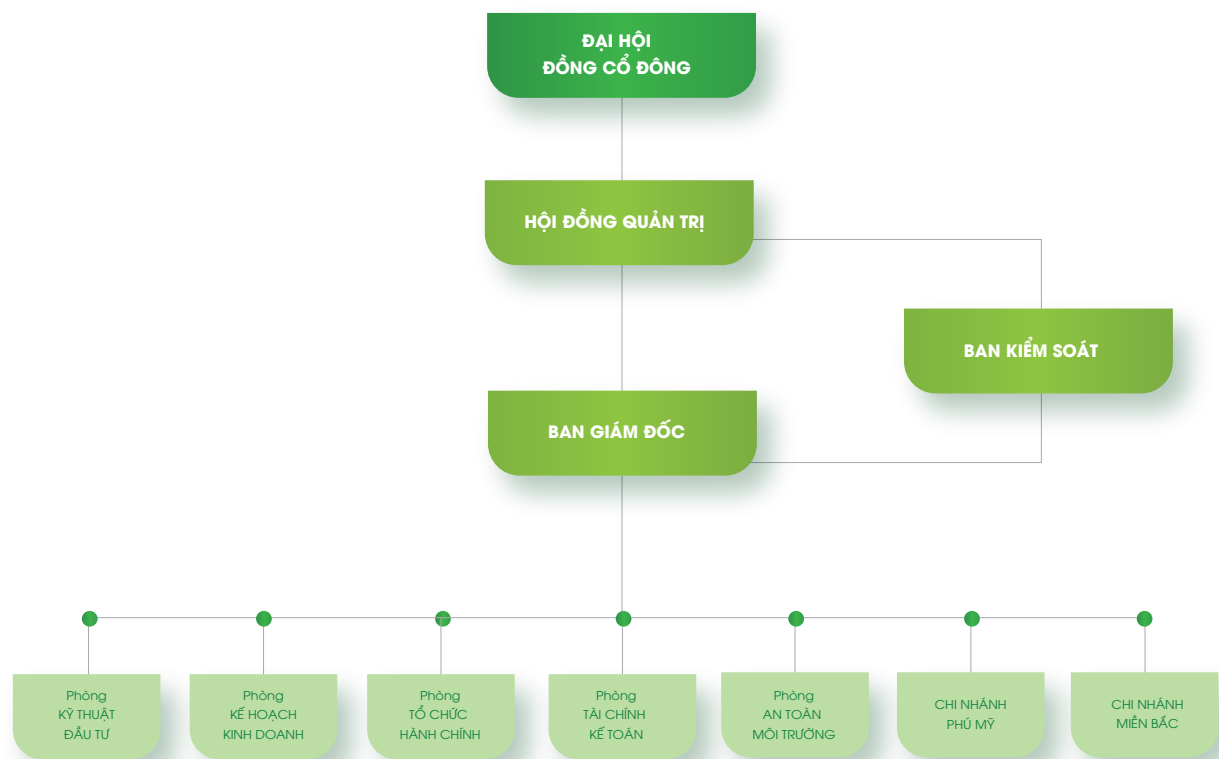 ĐẠI HỘI
ĐỒNG CỔ ĐÔNG
HỘI ĐỒNG QUẢN TRỊ
BAN KIỂM SOÁT
BAN GIÁM ĐỐC
Phòng
KỸ THUẬT
ĐẦU TƯ
Phòng
KẾ HOẠCH
KINH DOANH
Phòng
TỔ CHỨC
HÀNH CHÍNH
Phòng
TÀI CHÍNH
KẾ TOÁN
Phòng
AN TOÀN
MÔI TRƯỜNG
CHI NHÁNH
PHÚ MỸ
CHI NHÁNH
MIỀN BẮC